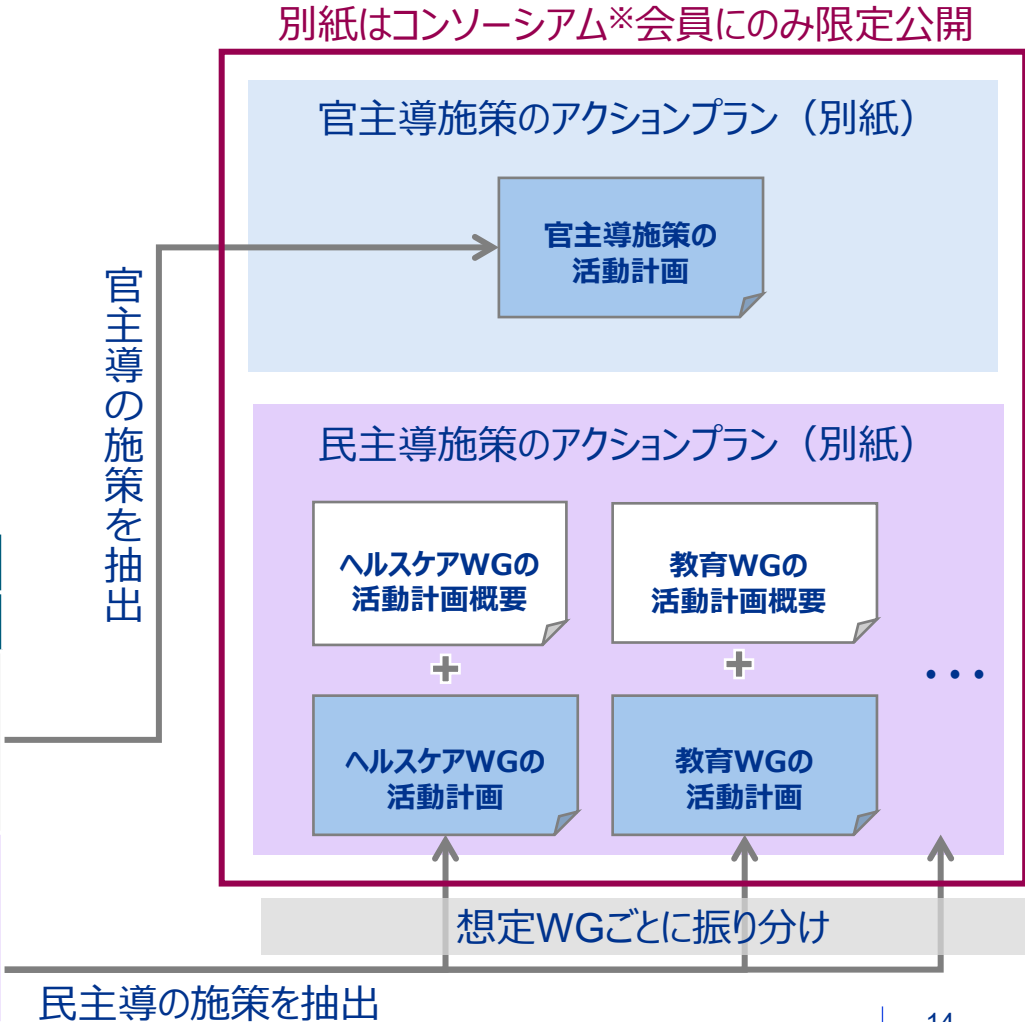 別紙はコンソーシアム※会員にのみ限定公開
官主導施策のアクションプラン（別紙）
官主導施策の
活動計画
官主導の施策を抽出
民主導施策のアクションプラン（別紙）
ヘルスケアWGの
活動計画概要
教育WGの
活動計画概要
+
+
・・・
ヘルスケアWGの
活動計画
教育WGの
活動計画
想定WGごとに振り分け
民主導の施策を抽出
14